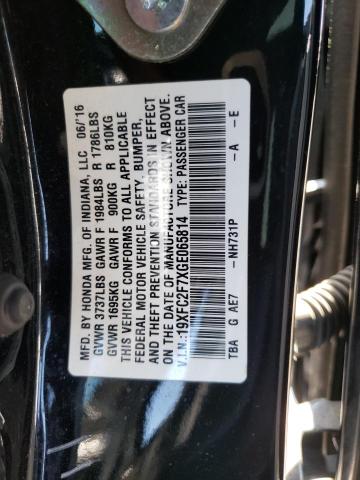 MFD. BY HONDA MFG. OF INDIANA, LLC 06/'16
GVWR 3737LBS GAWR F 1984LBS R 1786LBS
GVWR 1695KG GAWR F 900KG R 810KG
THIS VEHICLE CONFORMS TO ALL APPLICABLE
FEDERAL MOTOR VEHICLE SAFETY, BUMPER,
AND THEFT PREVENTION STANDARDS IN EFFECT
ON THE DATE OF MANUFACTURE SHOWN ABOVE.
V.I.N.: 19XFC2F7XGE065814 TYPE: PASSENGER CAR
TBA G AE7 - NH731P - A - E